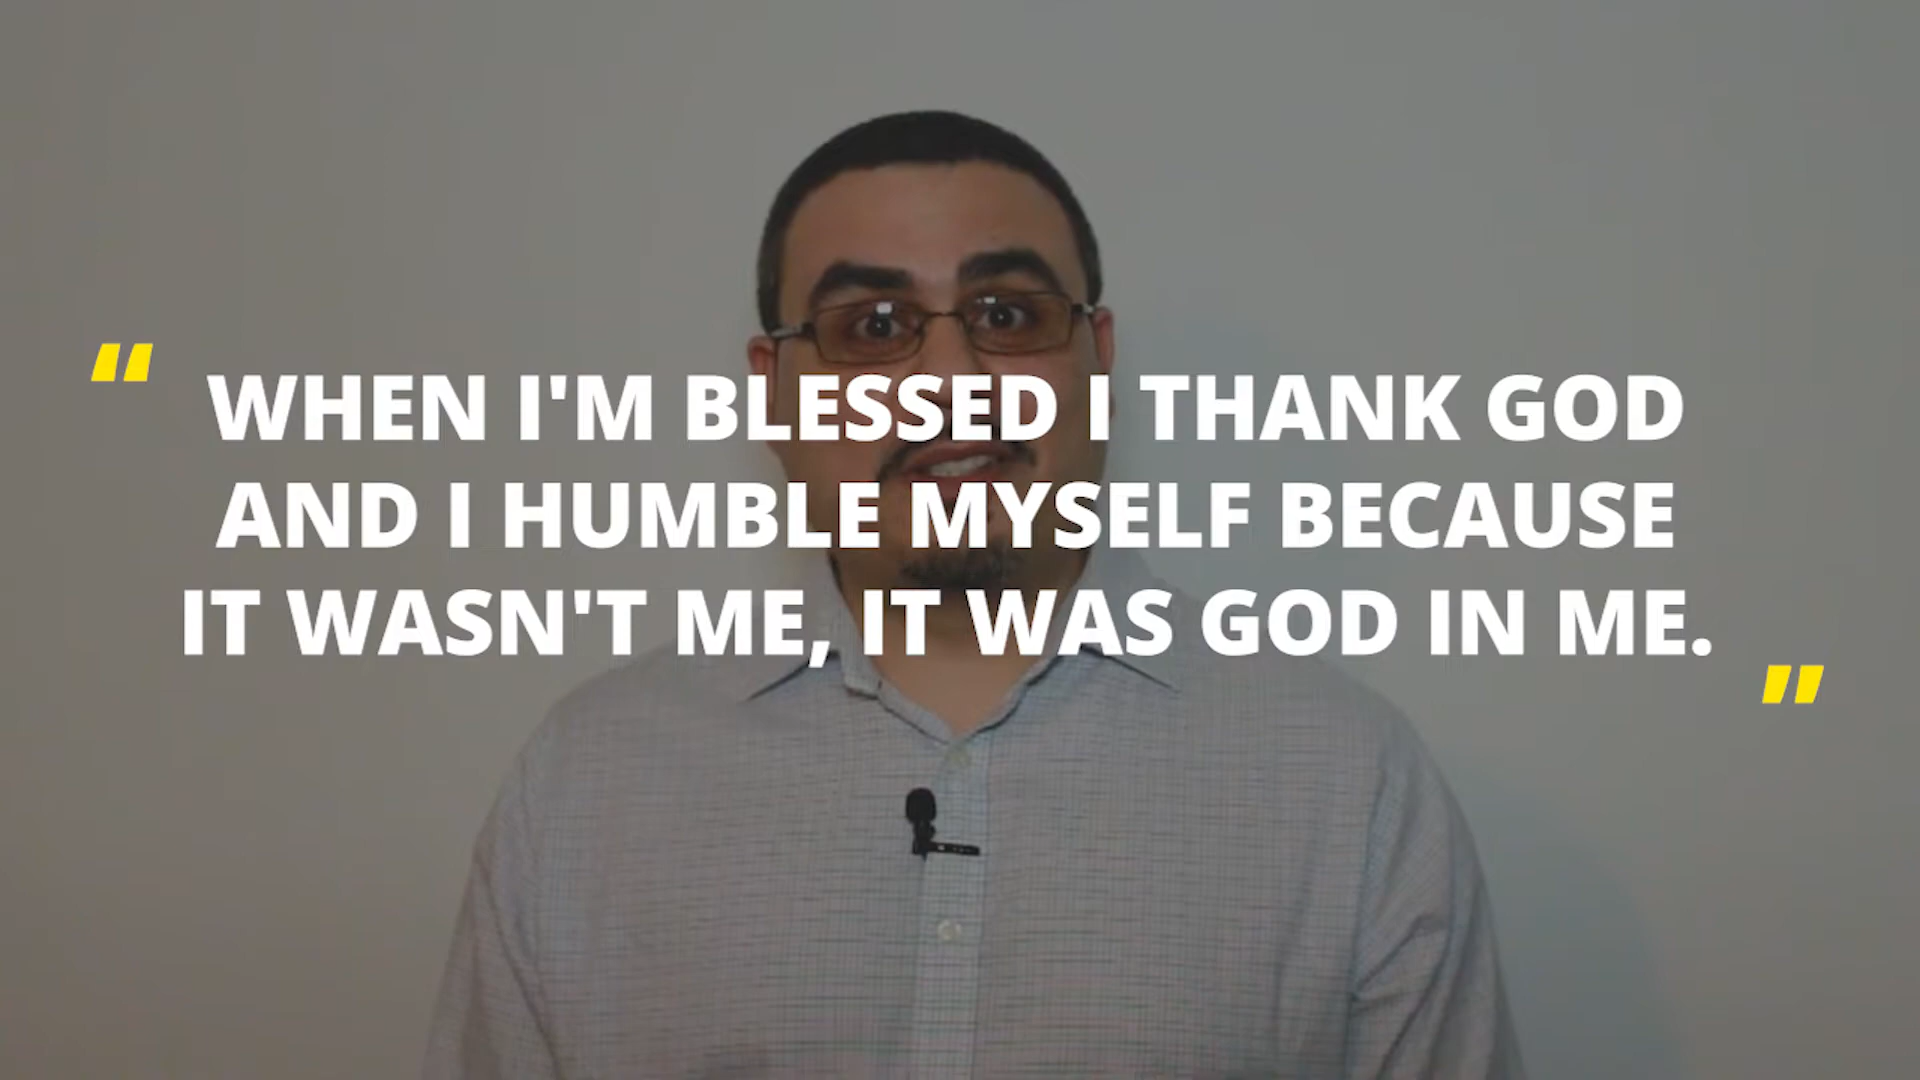 " WHEN I'M BLESSED I THANK GOD
AND I HUMBLE MYSELF BECAUSE
IT WASN'T ME, IT WAS GOD IN ME. "